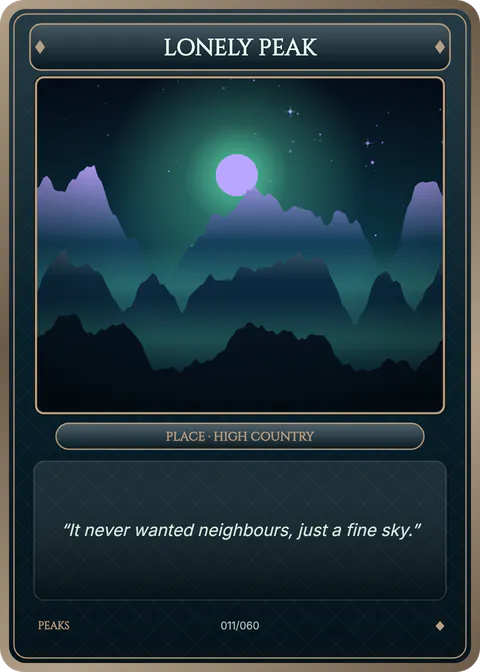 LONELY PEAK
PLACE · HIGH COUNTRY
“It never wanted neighbours, just a fine sky.”
PEAKS
011/060